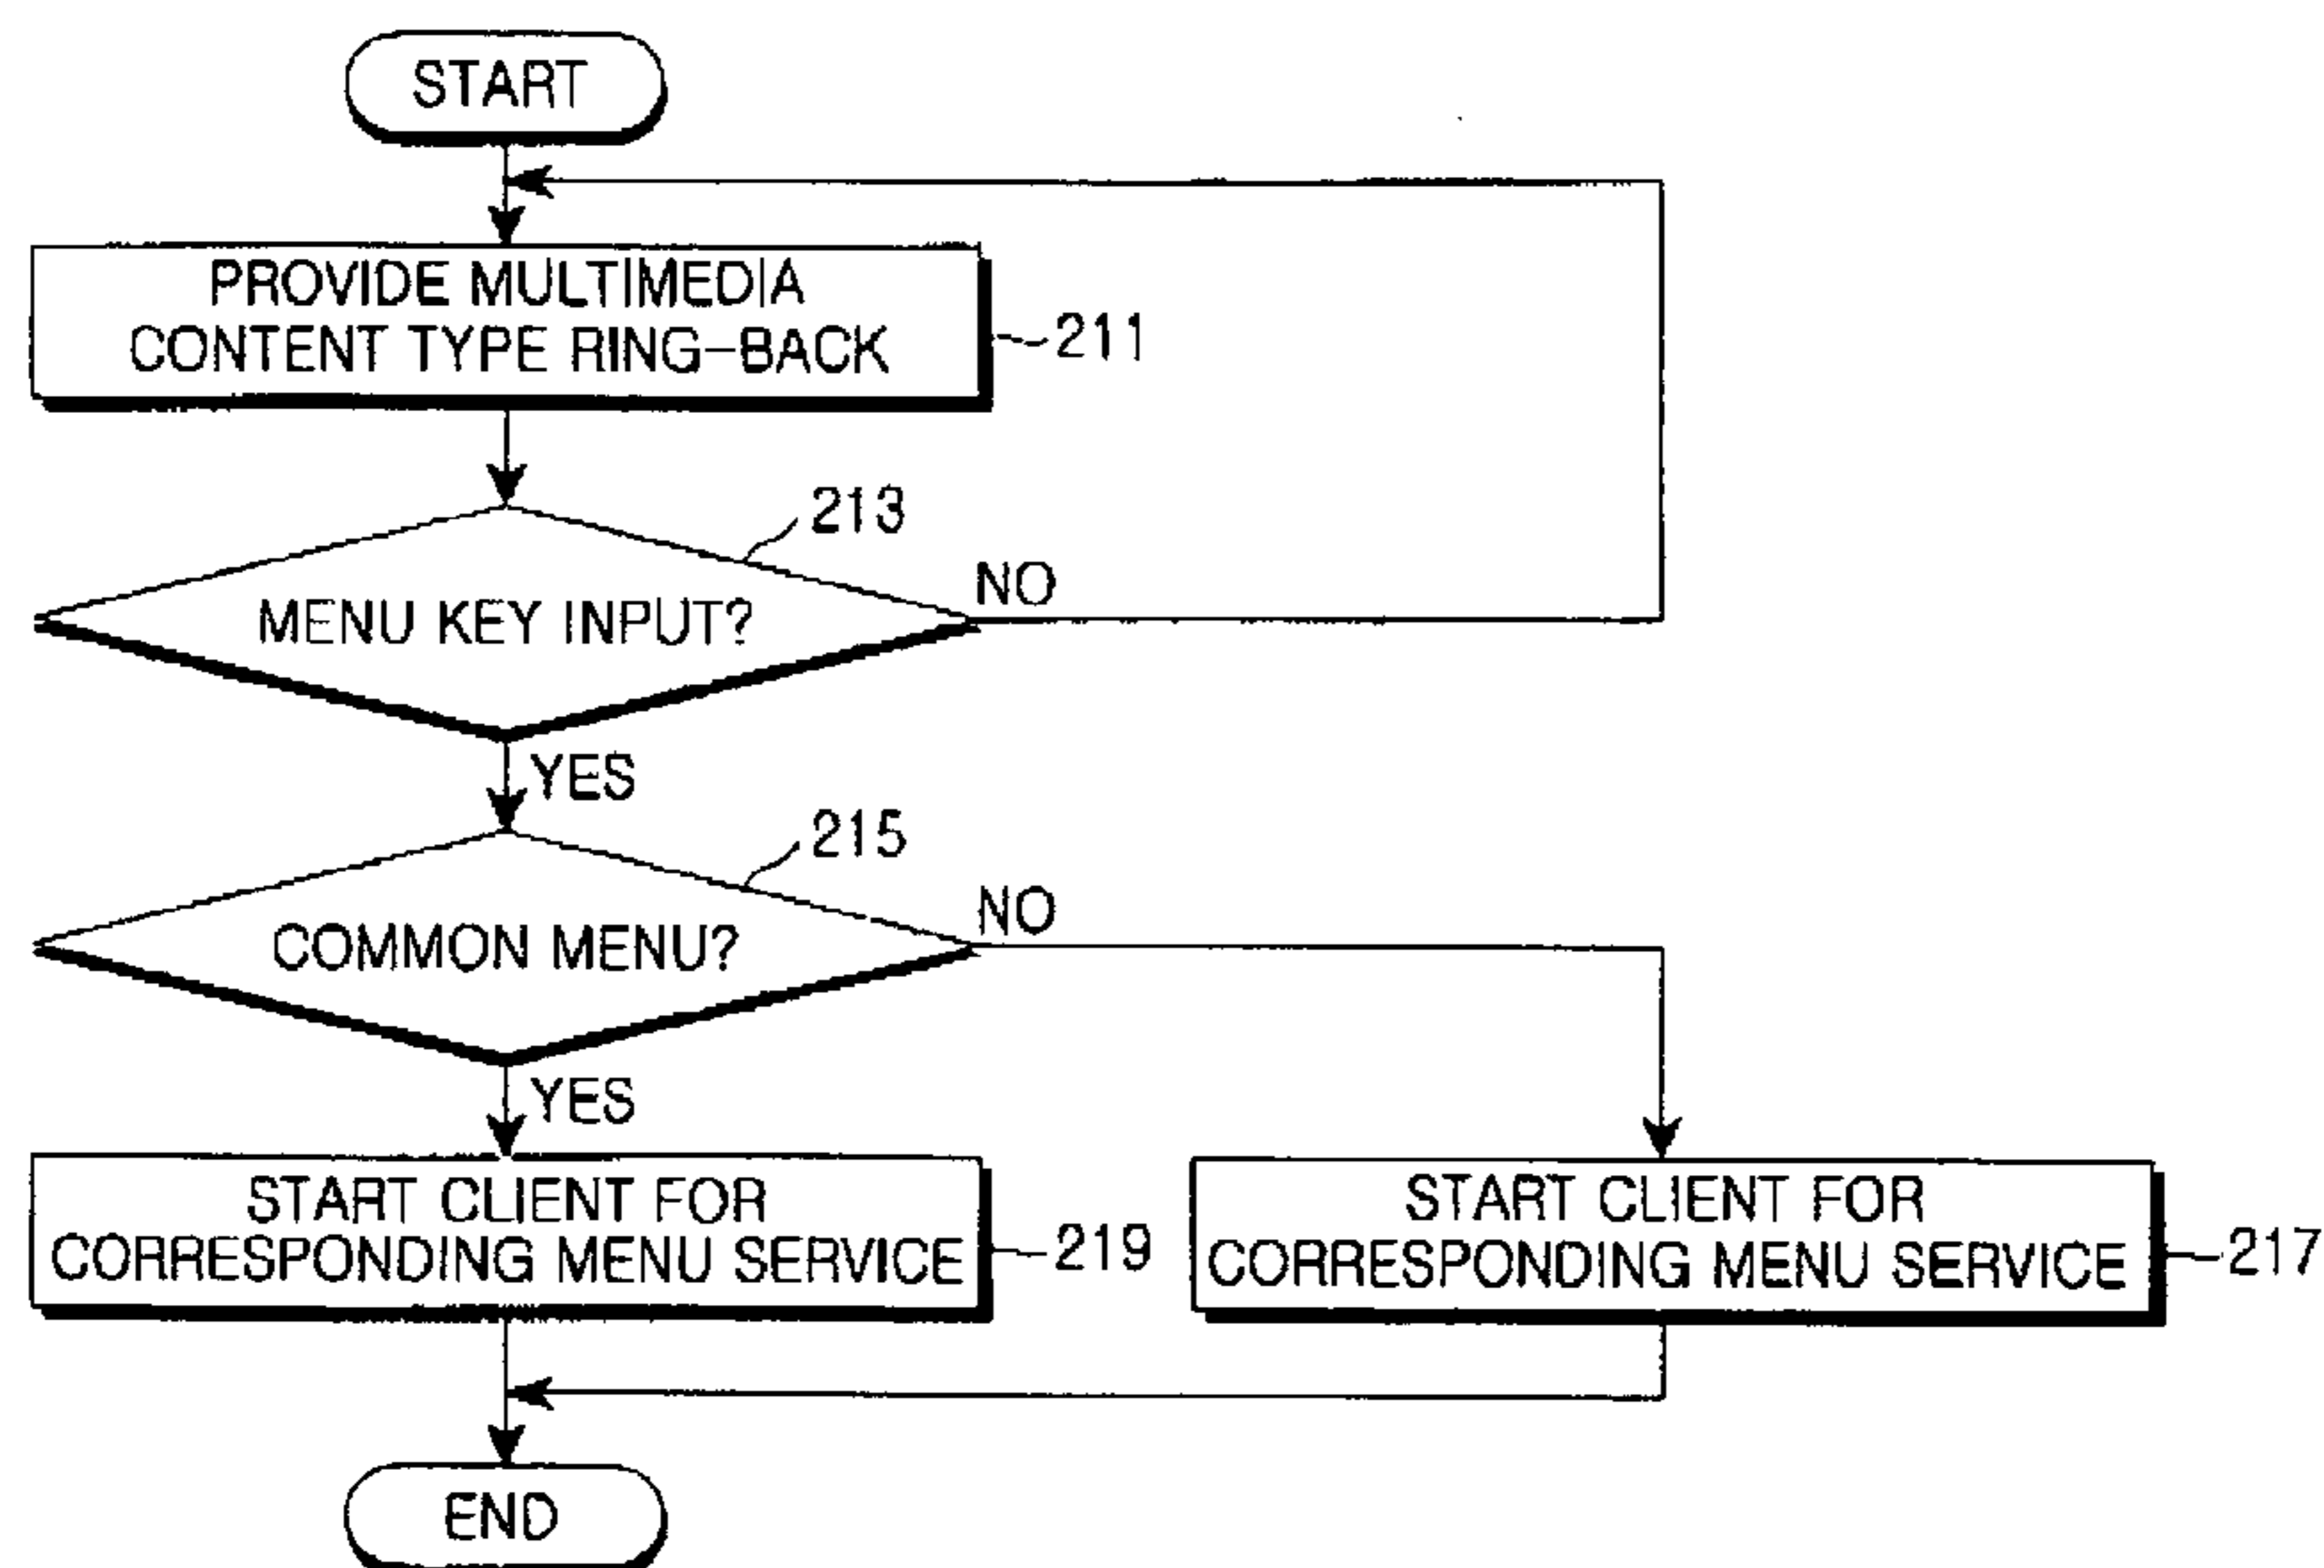 START
PROVIDE MULTIMEDIA
CONTENT TYPE RING-BACK
211
213
MENU KEY INPUT?
NO
YES
215
COMMON MENU?
NO
YES
START CLIENT FOR
CORRESPONDING MENU SERVICE
219
START CLIENT FOR
CORRESPONDING MENU SERVICE
217
END